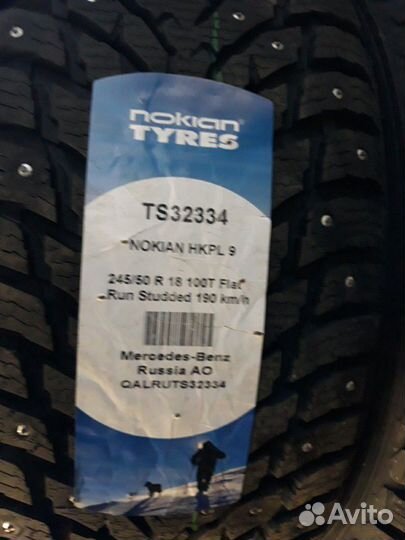 nokian
TYRES
TS32334
NOKIAN HKPL 9
245/50 R 18 100T Flat
Run Studded 190 km/h
Mercedes-Benz
Russia AO
QALRUTS32334
Avito